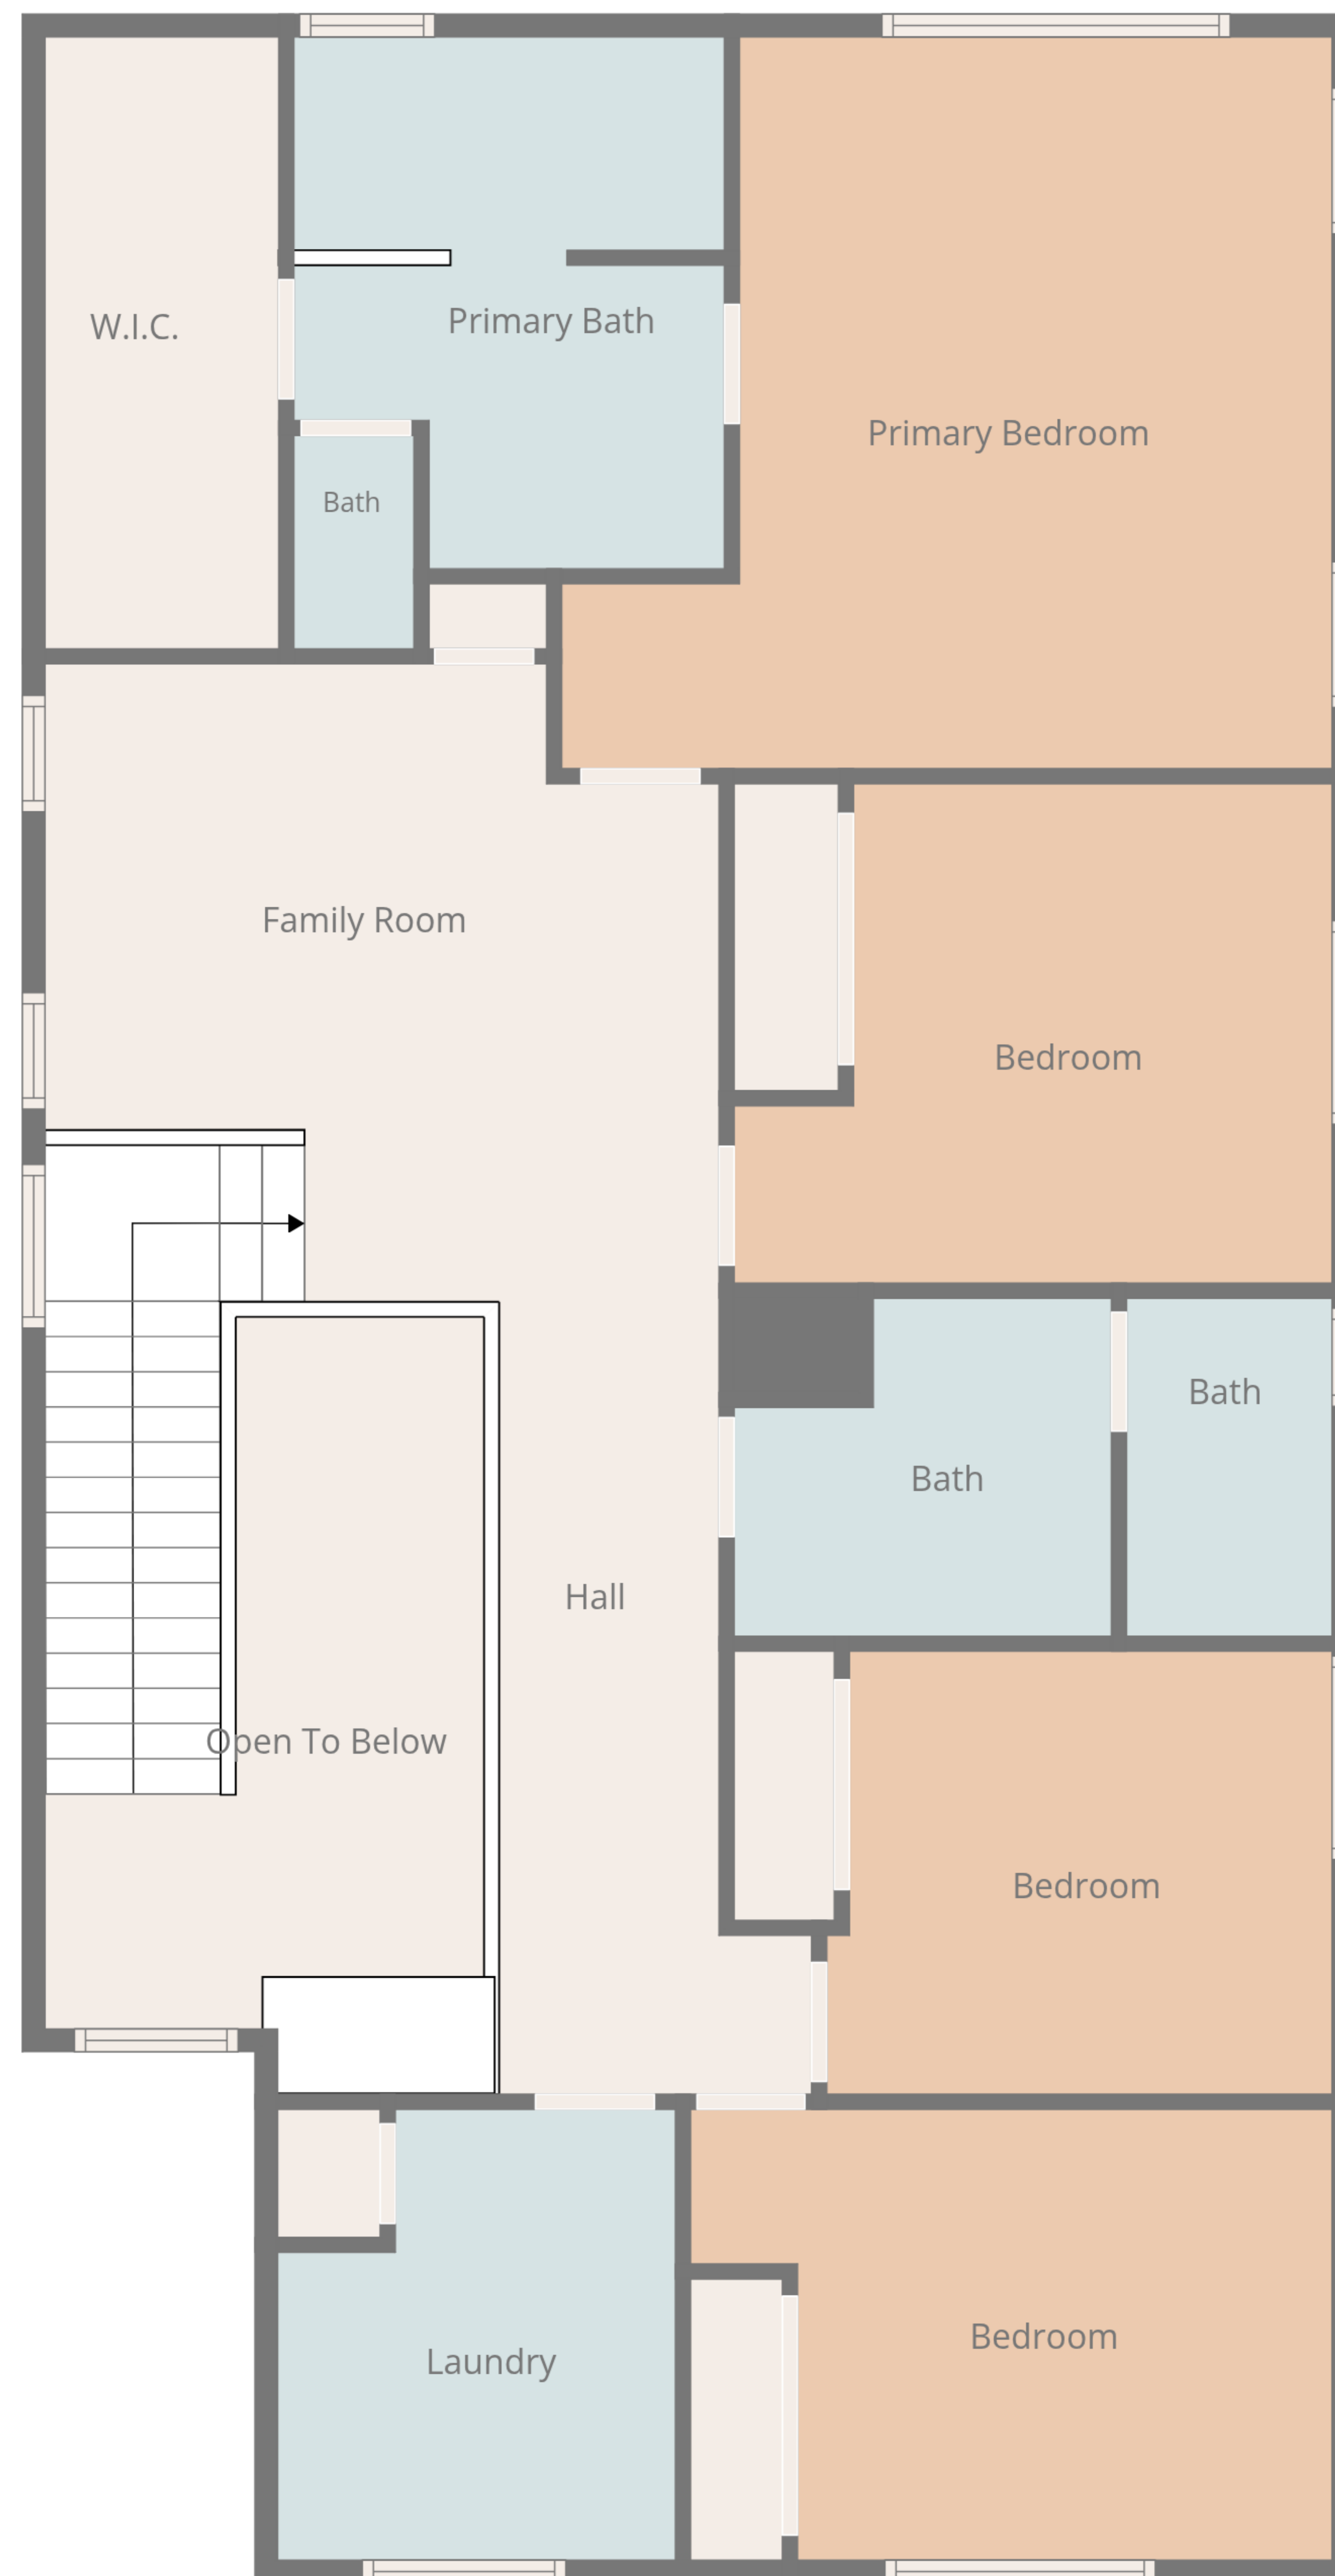 Primary Bath
W.I.C.
Primary Bedroom
Bath
Family Room
Bedroom
Bath
Bath
Hall
Open To Below
Bedroom
Bedroom
Laundry